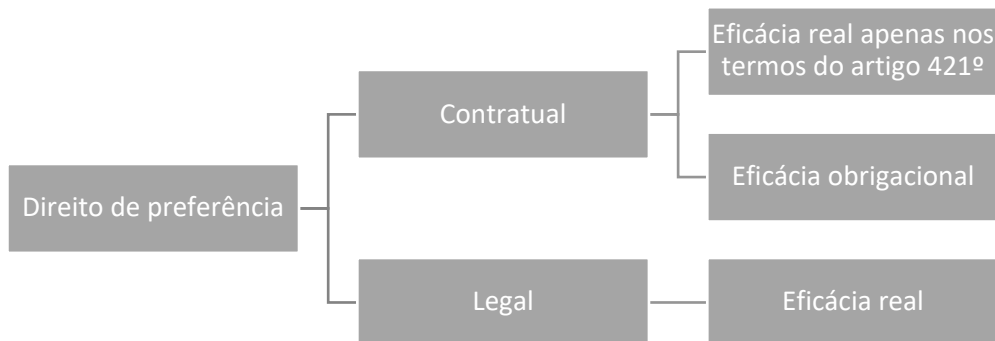 Direito de preferência
Contratual
Eficácia real apenas nos
termos do artigo 421º
Eficácia obrigacional
Legal
Eficácia real